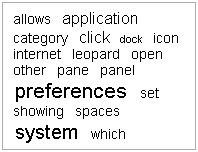 allows application
category click dock icon
internet leopard open
other pane panel
preferences set
showing spaces
system which